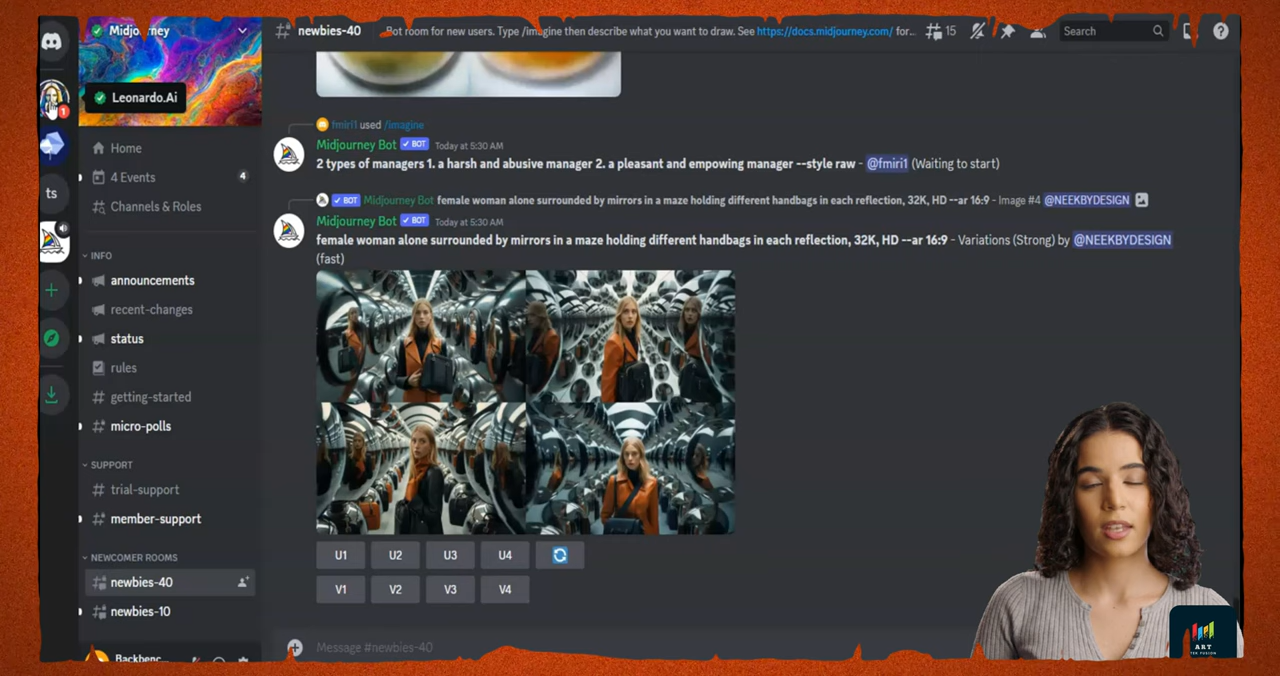 Midjourney
newbies-40
Bot room for new users. Type /imagine then describe what you want to draw. See https://docs.midjourney.com/ for...
15
Search
Leonardo.Ai
1
Home
4 Events
4
Channels & Roles
ts
INFO
announcements
recent-changes
status
rules
getting-started
micro-polls
SUPPORT
trial-support
member-support
NEWCOMER ROOMS
newbies-40
newbies-10
Backbenc...
fmiri1 used /imagine
Midjourney Bot ✓ BOT Today at 5:30 AM
2 types of managers 1. a harsh and abusive manager 2. a pleasant and empowing manager --style raw - @fmiri1 (Waiting to start)
✓ BOT Midjourney Bot female woman alone surrounded by mirrors in a maze holding different handbags in each reflection, 32K, HD --ar 16:9 - Image #4 @NEEKBYDESIGN
Midjourney Bot ✓ BOT Today at 5:30 AM
female woman alone surrounded by mirrors in a maze holding different handbags in each reflection, 32K, HD --ar 16:9 - Variations (Strong) by @NEEKBYDESIGN
(fast)
U1 U2 U3 U4
V1 V2 V3 V4
Message #newbies-40
ART